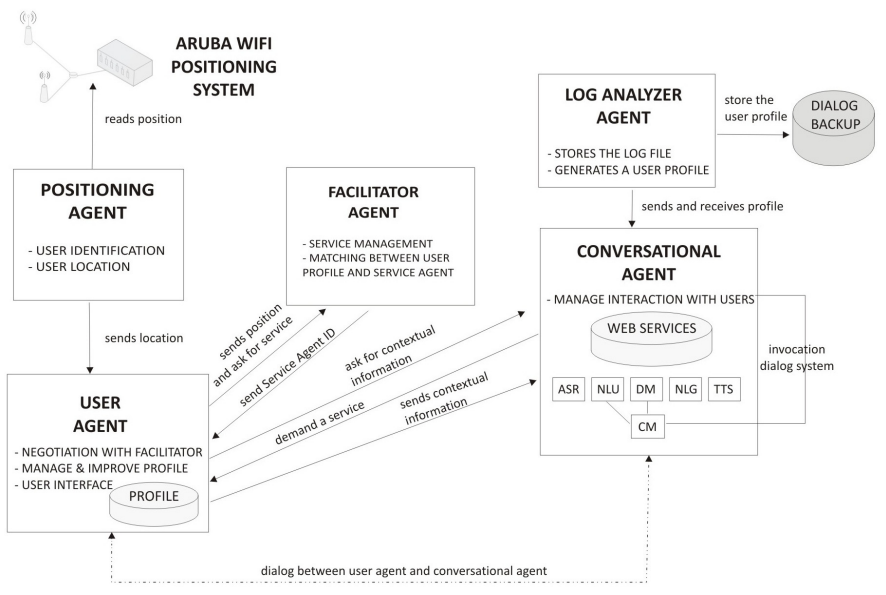 ARUBA WIFI
POSITIONING
SYSTEM
reads position
POSITIONING
AGENT
- USER IDENTIFICATION
- USER LOCATION
sends location
FACILITATOR
AGENT
- SERVICE MANAGEMENT
- MATCHING BETWEEN USER
PROFILE AND SERVICE AGENT
LOG ANALYZER
AGENT
- STORES THE LOG FILE
- GENERATES A USER PROFILE
store the
user profile
DIALOG
BACKUP
sends and receives profile
CONVERSATIONAL
AGENT
- MANAGE INTERACTION WITH USERS
WEB SERVICES
ASR
NLU
DM
NLG
TTS
CM
invocation
dialog system
sends position
and ask for service
send Service Agent ID
ask for contextual
information
demand a service
sends contextual
information
USER
AGENT
- NEGOTIATION WITH FACILITATOR
- MANAGE & IMPROVE PROFILE
- USER INTERFACE
PROFILE
dialog between user agent and conversational agent